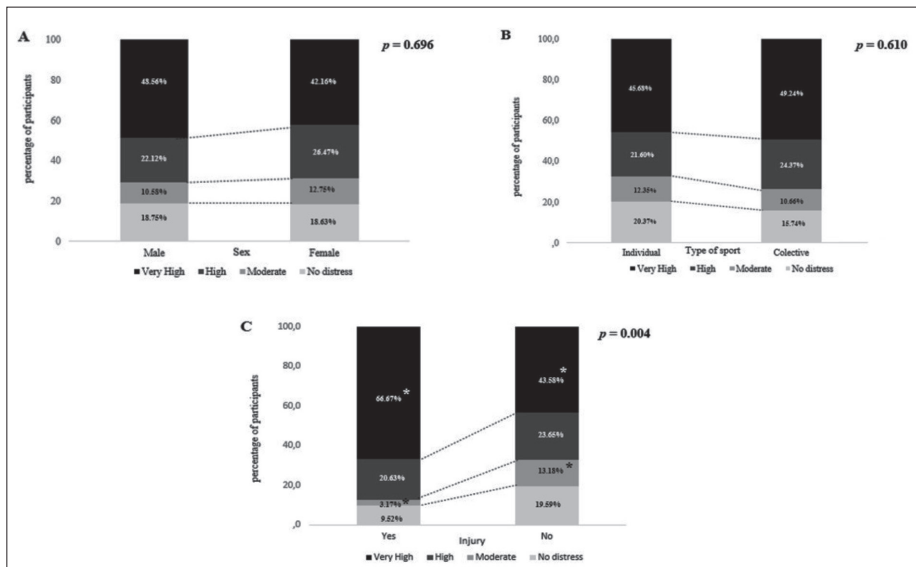 A
p = 0.696
percentage of participants
100
80
60
40
20
0
48.56%
22.12%
10.58%
18.75%
42.16%
26.47%
12.75%
18.63%
Male Sex Female
Very High High Moderate No distress
B
p = 0.610
percentage of participants
100,0
80,0
60,0
40,0
20,0
,0
45.68%
21.60%
12.35%
20.37%
49.24%
24.37%
10.66%
15.74%
Individual Type of sport Colective
Very High High Moderate No distress
C
p = 0.004
percentage of participants
100,0
80,0
60,0
40,0
20,0
,0
66.67% *
20.63%
3.17% *
9.52%
43.58% *
23.65%
13.18% *
19.59%
Yes Injury No
Very High High Moderate No distress